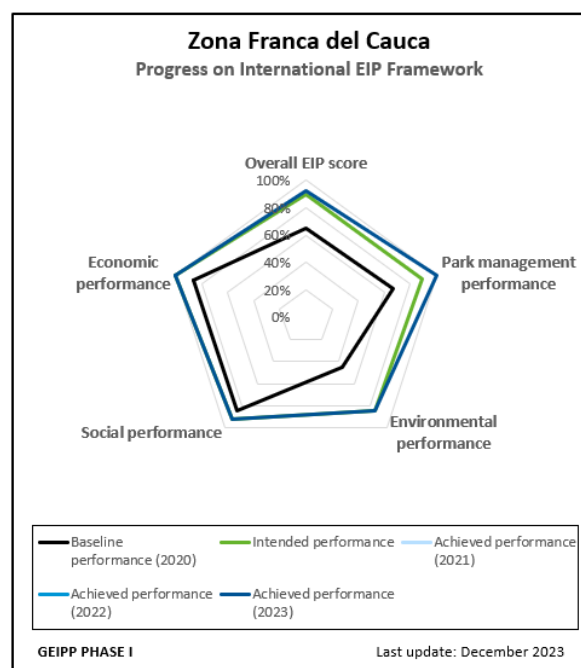 Zona Franca del Cauca
Progress on International EIP Framework
Overall EIP score
100%
80%
60%
40%
20%
0%
Economic
performance
Park management
performance
Social performance
Environmental
performance
Baseline
performance (2020)
Intended performance
Achieved performance
(2021)
Achieved performance
(2022)
Achieved performance
(2023)
GEIPP PHASE I
Last update: December 2023